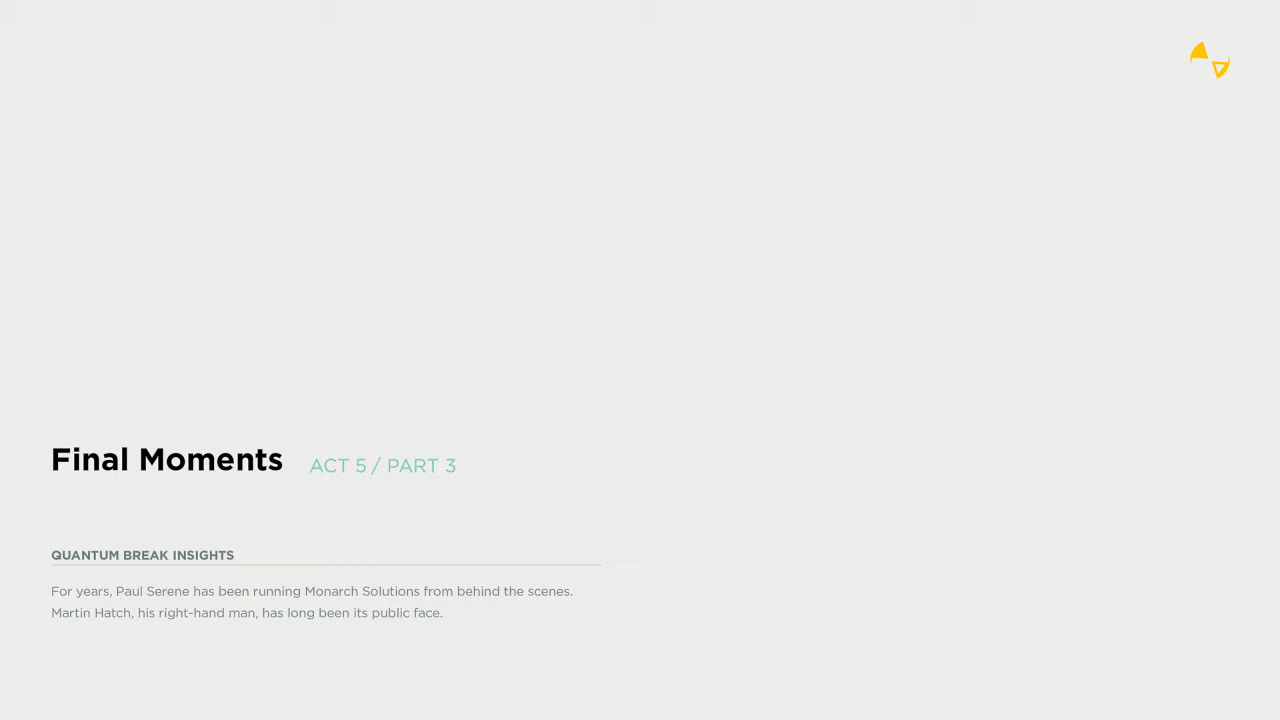 Final Moments ACT 5 / PART 3
QUANTUM BREAK INSIGHTS
For years, Paul Serene has been running Monarch Solutions from behind the scenes.
Martin Hatch, his right-hand man, has long been its public face.